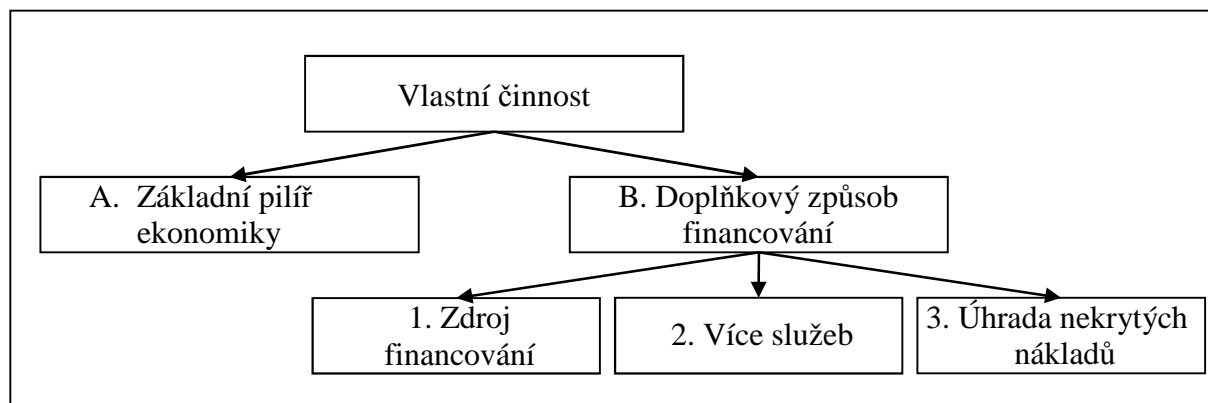 Vlastní činnost
A. Základní pilíř
ekonomiky
B. Doplňkový způsob
financování
1. Zdroj
financování
2. Více služeb
3. Úhrada nekrytých
nákladů